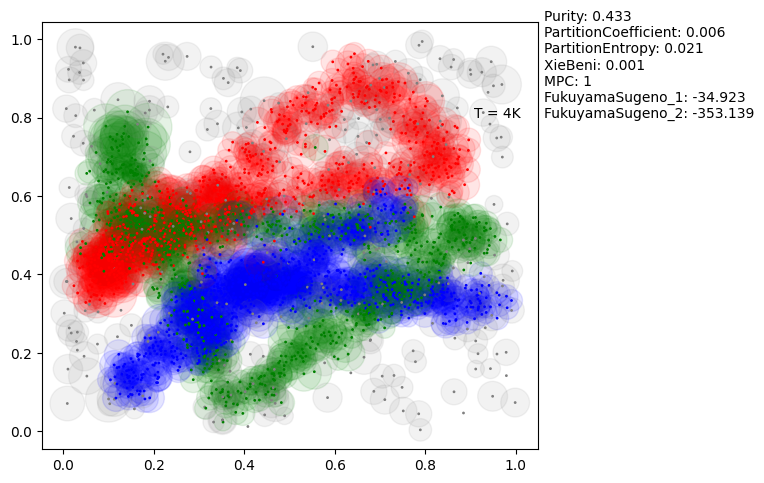 Purity: 0.433
PartitionCoefficient: 0.006
PartitionEntropy: 0.021
XieBeni: 0.001
MPC: 1
FukuyamaSugeno_1: -34.923
FukuyamaSugeno_2: -353.139
T = 4K
1.0
0.8
0.6
0.4
0.2
0.0
0.0 0.2 0.4 0.6 0.8 1.0